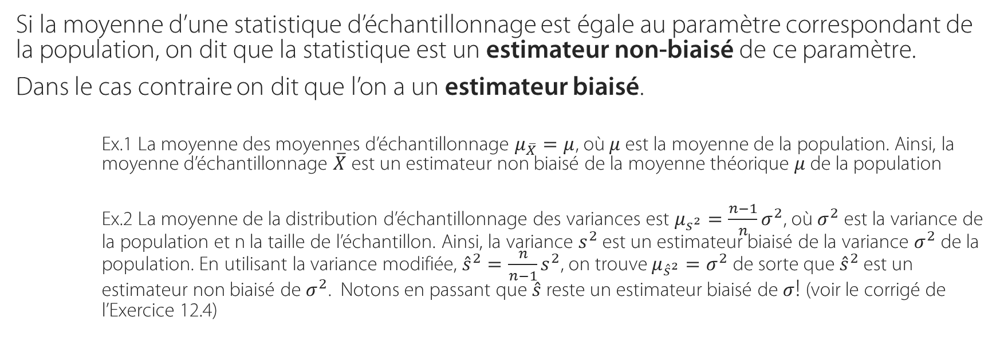 Si la moyenne d’une statistique d’échantillonnage est égale au paramètre correspondant de
la population, on dit que la statistique est un estimateur non-biaisé de ce paramètre.
Dans le cas contraire on dit que l’on a un estimateur biaisé.
Ex.1 La moyenne des moyennes d’échantillonnage $\mu_{\bar{X}} = \mu$, où $\mu$ est la moyenne de la population. Ainsi, la
moyenne d’échantillonnage $\bar{X}$ est un estimateur non biaisé de la moyenne théorique $\mu$ de la population
Ex.2 La moyenne de la distribution d’échantillonnage des variances est $\mu_{s^2} = \frac{n-1}{n}\sigma^2$, où $\sigma^2$ est la variance de
la population et n la taille de l’échantillon. Ainsi, la variance $s^2$ est un estimateur biaisé de la variance $\sigma^2$ de la
population. En utilisant la variance modifiée, $\hat{s}^2 = \frac{n}{n-1}s^2$, on trouve $\mu_{\hat{s}^2} = \sigma^2$ de sorte que $\hat{s}^2$ est un
estimateur non biaisé de $\sigma^2$. Notons en passant que $\hat{s}$ reste un estimateur biaisé de $\sigma$! (voir le corrigé de
l’Exercice 12.4)